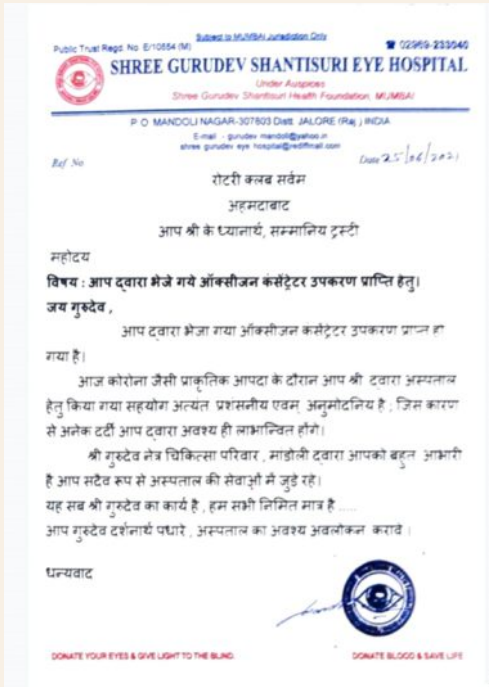 Subject to MUMBAI Jurisdiction Only
Public Trust Regd. No. E/10654 (M)
☎ 02969-233040
SHREE GURUDEV SHANTISURI EYE HOSPITAL
Under Auspices
Shree Gurudev Shantisuri Health Foundation, MUMBAI
P. O. MANDOLI NAGAR-307803 Distt. JALORE (Raj.) INDIA
E-mail - gurudev mandoli@yahoo.in
shree gurudev eye hospital@rediffmail.com
Ref. No
Date 25/06/2021
रोटरी क्लब सर्वम
अहमदाबाद
आप श्री के ध्यानार्थ, सम्मानिय ट्रस्टी
महोदय
विषय : आप द्वारा भेजे गये ऑक्सीजन कंसेंट्रेटर उपकरण प्राप्ति हेतु।
जय गुरुदेव ,
आप द्वारा भेजा गया ऑक्सीजन कंसेंट्रेटर उपकरण प्राप्त हो
गया है।
आज कोरोना जैसी प्राकृतिक आपदा के दौरान आप श्री द्वारा अस्पताल
हेतु किया गया सहयोग अत्यंत प्रशंसनीय एवम् अनुमोदनिय है , जिस कारण
से अनेक दर्दी आप द्वारा अवश्य ही लाभान्वित होंगे।
श्री गुरुदेव नेत्र चिकित्सा परिवार , मांडोली द्वारा आपको बहुत आभारी
है आप सदैव रूप से अस्पताल की सेवाओं में जुड़े रहे।
यह सब श्री गुरुदेव का कार्य है , हम सभी निमित मात्र है .....
आप गुरुदेव दर्शनार्थ पधारे , अस्पताल का अवश्य अवलोकन करावे ।
धन्यवाद
DONATE YOUR EYES & GIVE LIGHT TO THE BLIND.
DONATE BLOOD & SAVE LIFE